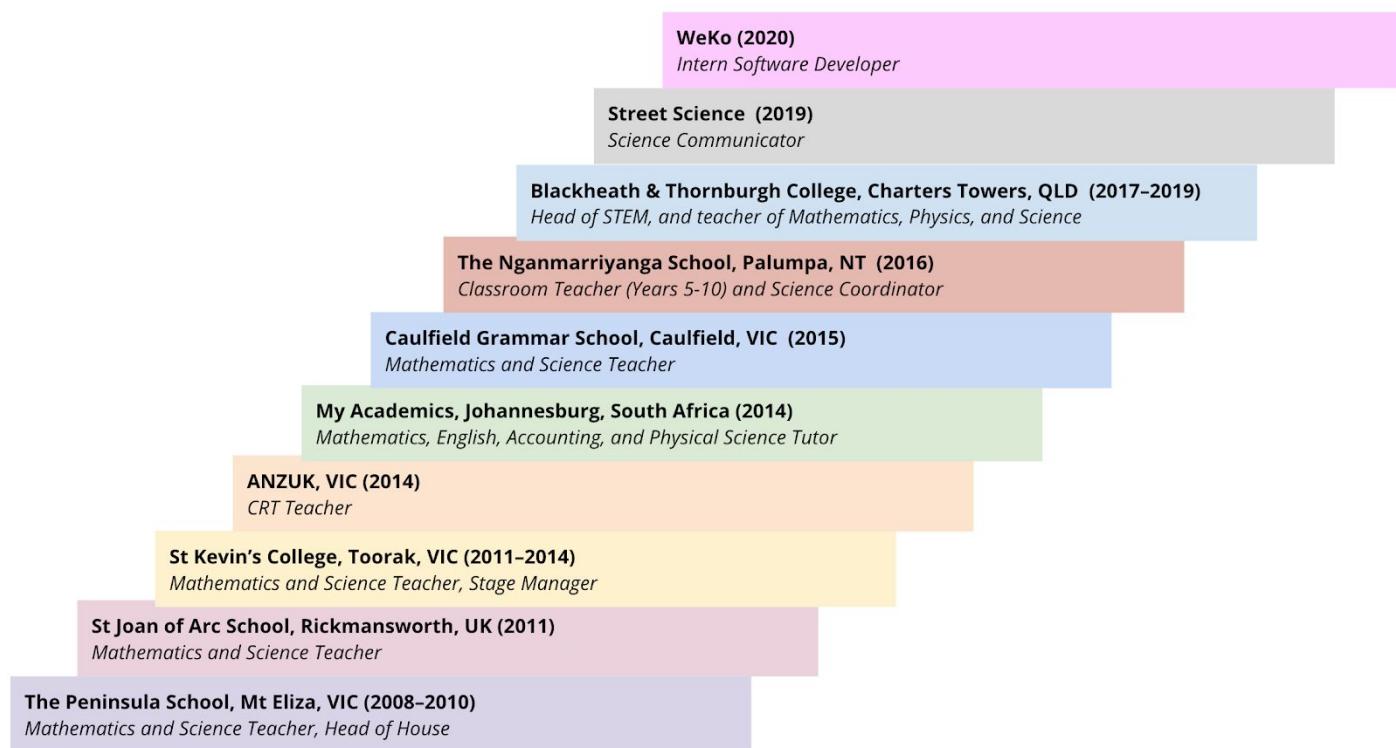 WeKo (2020)
Intern Software Developer
Street Science (2019)
Science Communicator
Blackheath & Thornburgh College, Charters Towers, QLD (2017–2019)
Head of STEM, and teacher of Mathematics, Physics, and Science
The Nganmarriyanga School, Palumpa, NT (2016)
Classroom Teacher (Years 5-10) and Science Coordinator
Caulfield Grammar School, Caulfield, VIC (2015)
Mathematics and Science Teacher
My Academics, Johannesburg, South Africa (2014)
Mathematics, English, Accounting, and Physical Science Tutor
ANZUK, VIC (2014)
CRT Teacher
St Kevin’s College, Toorak, VIC (2011–2014)
Mathematics and Science Teacher, Stage Manager
St Joan of Arc School, Rickmansworth, UK (2011)
Mathematics and Science Teacher
The Peninsula School, Mt Eliza, VIC (2008–2010)
Mathematics and Science Teacher, Head of House